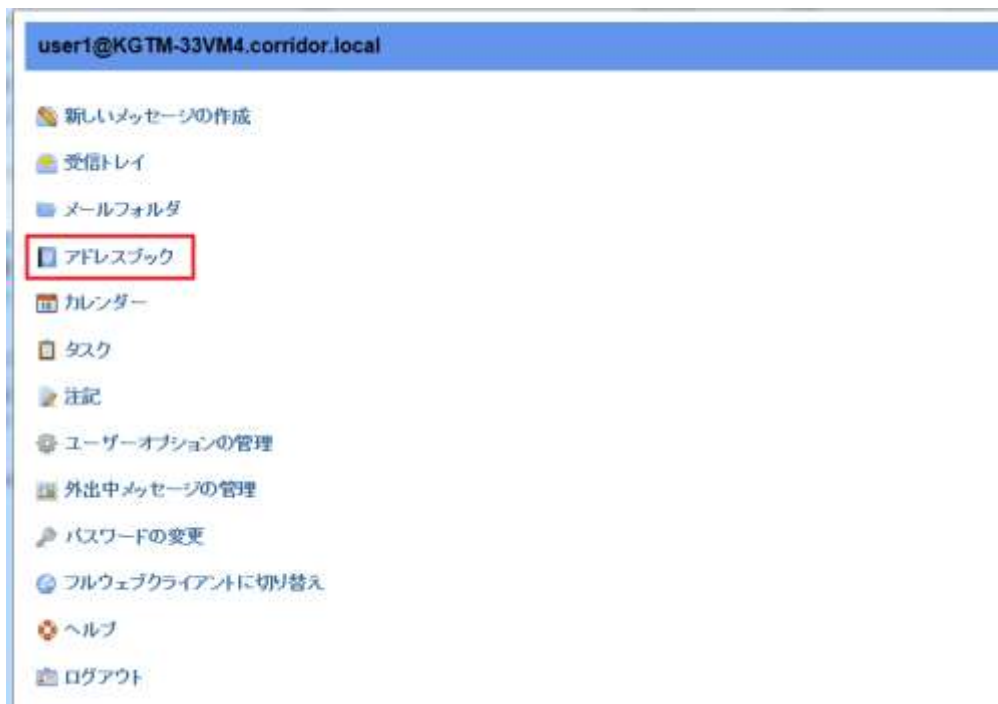 user1@KGTM-33VM4.corridor.local
新しいメッセージの作成
受信トレイ
メールフォルダ
アドレスブック
カレンダー
タスク
注記
ユーザーオプションの管理
外出中メッセージの管理
パスワードの変更
フルウェブクライアントに切り替え
ヘルプ
ログアウト